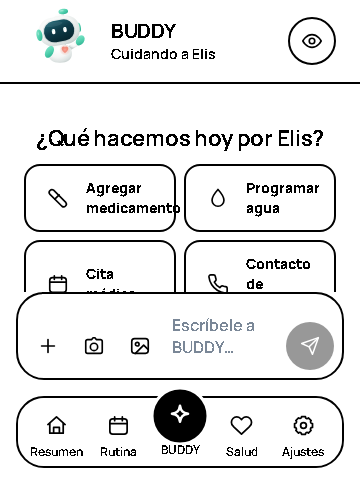 BUDDY
Cuidando a Elis
¿Qué hacemos hoy por Elis?
Agregar
medicamento
Programar
agua
Cita
médica
Contacto
de
Escríbele a
BUDDY...
Resumen
Rutina
BUDDY
Salud
Ajustes